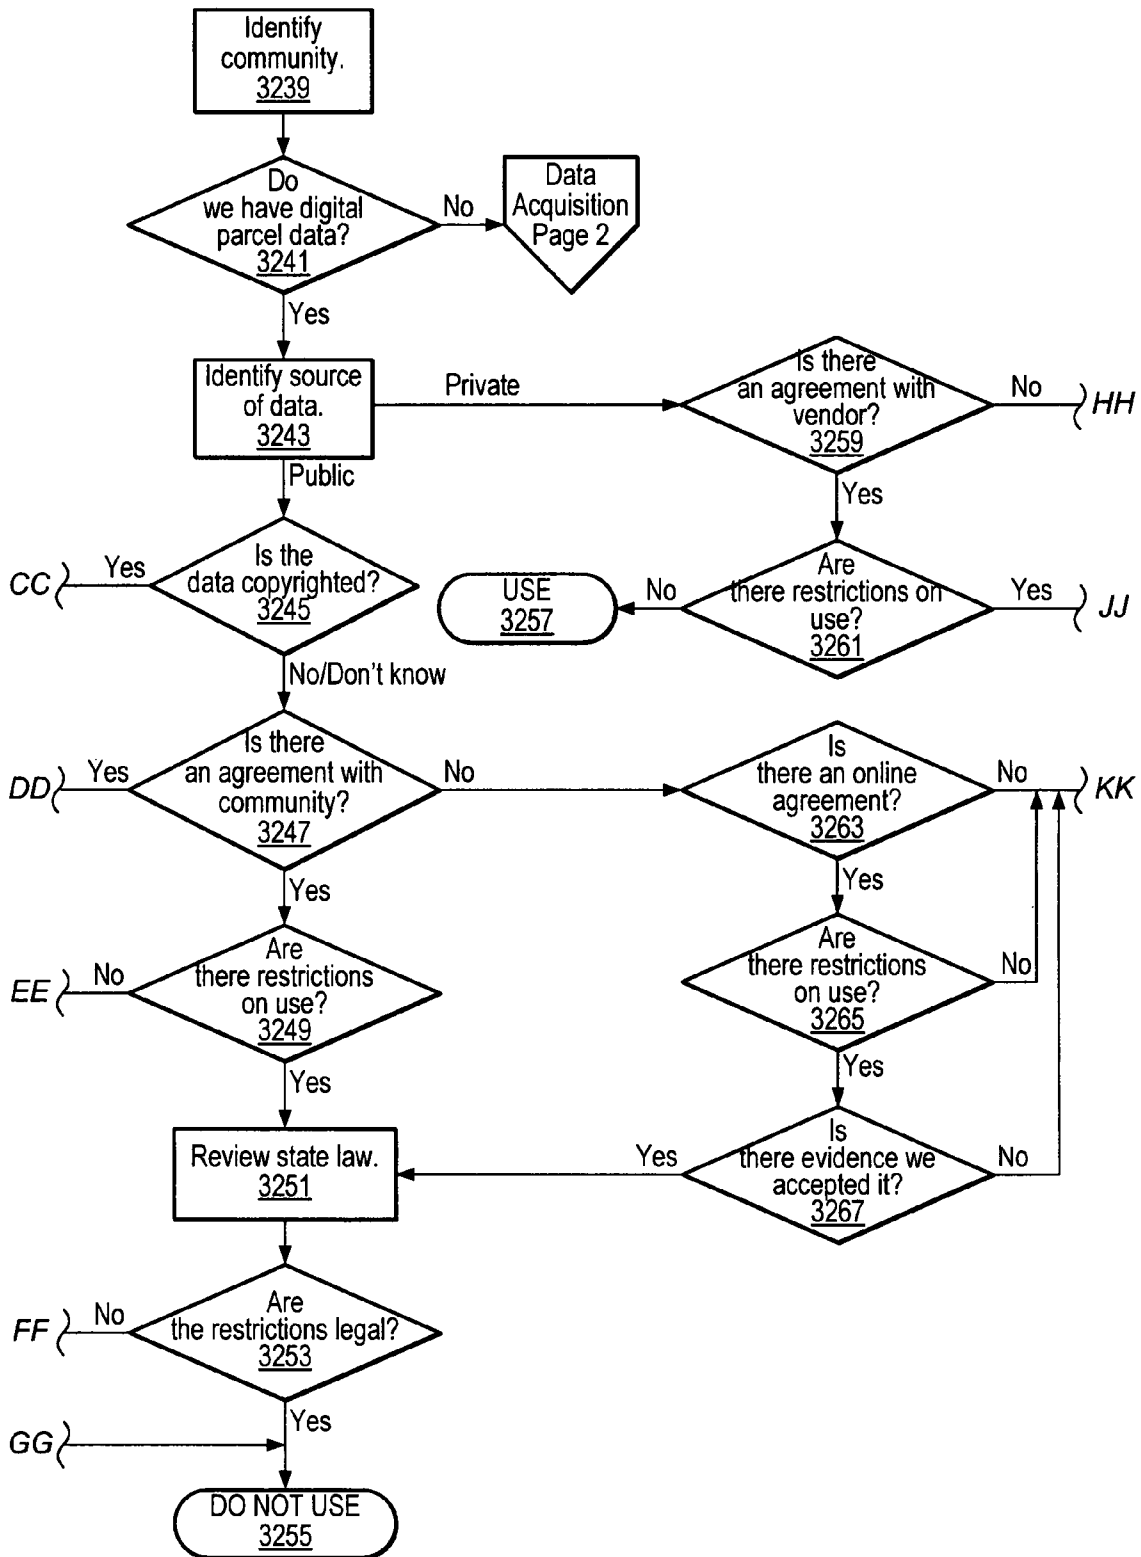 Identify
community.
3239
Do
we have digital
parcel data?
3241
No
Data
Acquisition
Page 2
Yes
Identify source
of data.
3243
Private
Is there
an agreement with
vendor?
3259
No
HH
Public
Yes
CC
Yes
Is the
data copyrighted?
3245
USE
3257
No
Are
there restrictions on
use?
3261
Yes
JJ
No/Don't know
DD
Yes
Is there
an agreement with
community?
3247
No
Is
there an online
agreement?
3263
No
KK
Yes
Yes
EE
No
Are
there restrictions
on use?
3249
Are
there restrictions
on use?
3265
No
Yes
Yes
Review state law.
3251
Yes
Is
there evidence we
accepted it?
3267
No
FF
No
Are
the restrictions legal?
3253
Yes
GG
DO NOT USE
3255